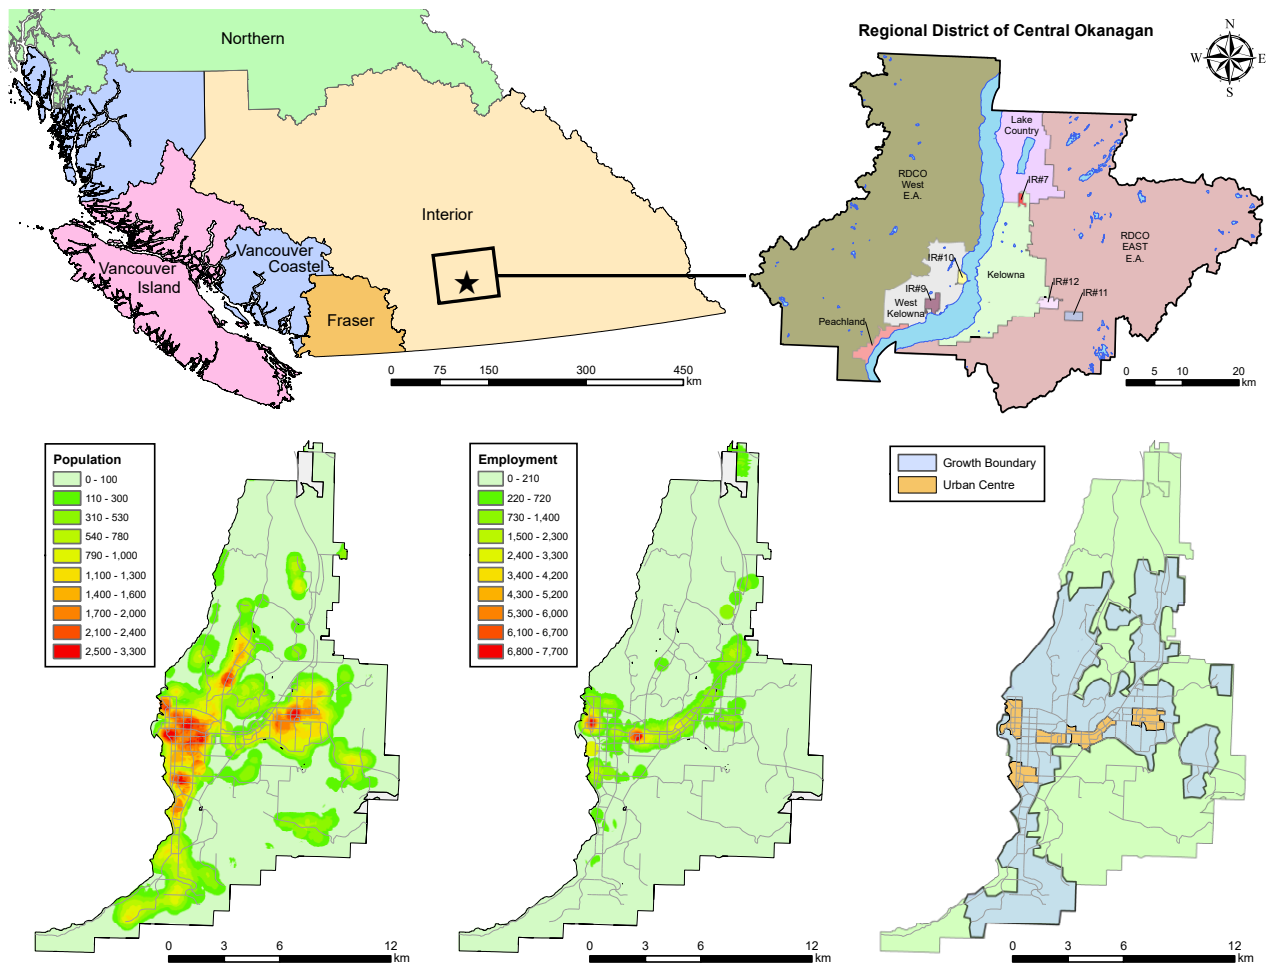 Northern
Interior
Vancouver
Coastel
Vancouver
Island
Fraser
0 75 150 300 450
km
Regional District of Central Okanagan
N
W E
S
Lake
Country
IR#7
RDCO
West
E.A.
RDCO
EAST
E.A.
IR#10
Kelowna
IR#9
IR#12
IR#11
West
Kelowna
Peachland
0 5 10 20
km
Population
0 - 100
110 - 300
310 - 530
540 - 780
790 - 1,000
1,100 - 1,300
1,400 - 1,600
1,700 - 2,000
2,100 - 2,400
2,500 - 3,300
0 3 6 12
km
Employment
0 - 210
220 - 720
730 - 1,400
1,500 - 2,300
2,400 - 3,300
3,400 - 4,200
4,300 - 5,200
5,300 - 6,000
6,100 - 6,700
6,800 - 7,700
0 3 6 12
km
Growth Boundary
Urban Centre
0 3 6 12
km